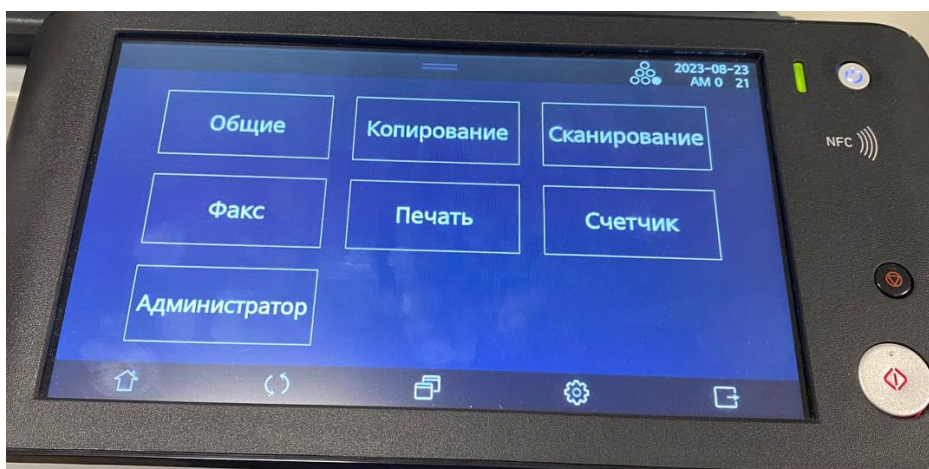 2023-08-23
AM 0 21
Общие
Копирование
Сканирование
NFC
Факс
Печать
Счетчик
Администратор